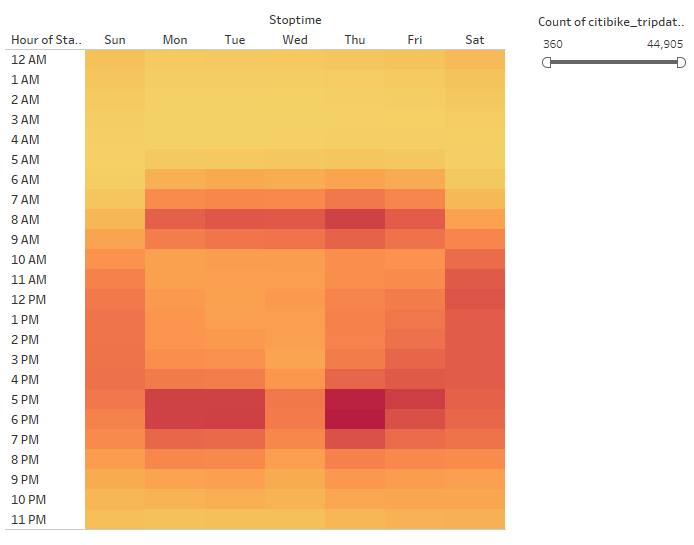 Stoptime
Hour of Sta.. Sun Mon Tue Wed Thu Fri Sat
12 AM
1 AM
2 AM
3 AM
4 AM
5 AM
6 AM
7 AM
8 AM
9 AM
10 AM
11 AM
12 PM
1 PM
2 PM
3 PM
4 PM
5 PM
6 PM
7 PM
8 PM
9 PM
10 PM
11 PM
Count of citibike_tripdat..
360 44,905